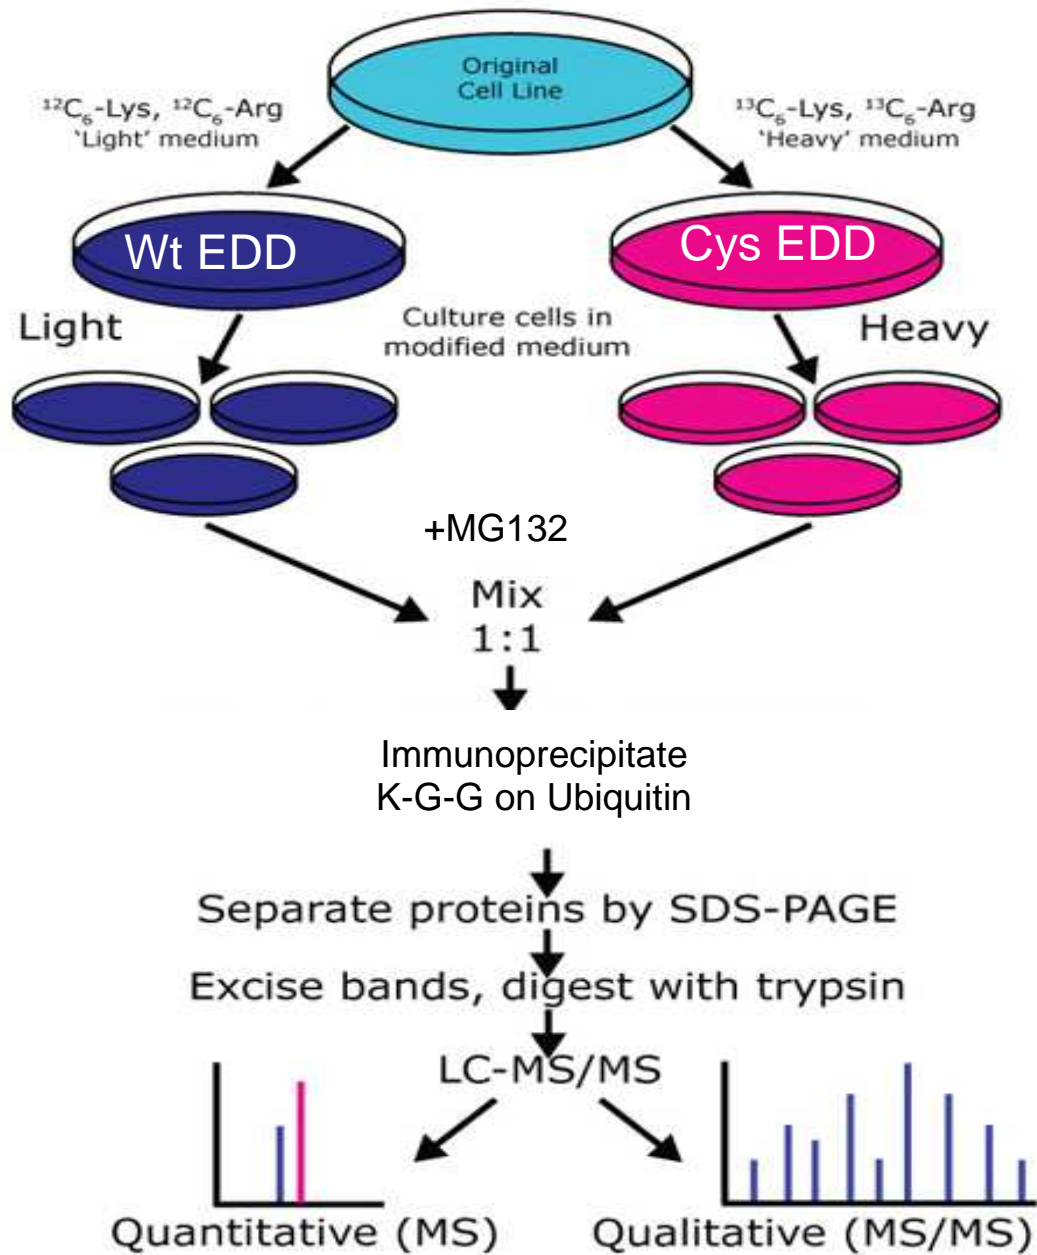 Original
Cell Line
¹²C₆-Lys, ¹²C₆-Arg
'Light' medium
¹³C₆-Lys, ¹³C₆-Arg
'Heavy' medium
Wt EDD
Cys EDD
Light
Culture cells in
modified medium
Heavy
+MG132
Mix
1:1
Immunoprecipitate
K-G-G on Ubiquitin
Separate proteins by SDS-PAGE
Excise bands, digest with trypsin
LC-MS/MS
Quantitative (MS)
Qualitative (MS/MS)